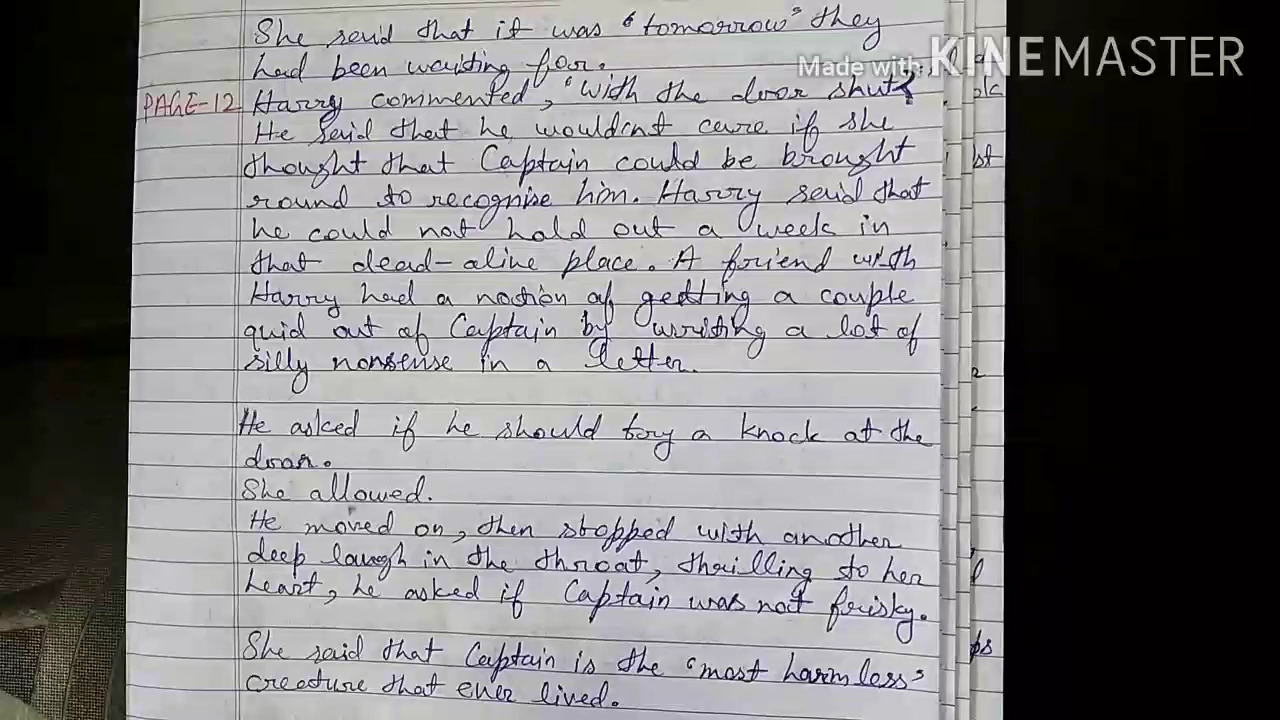 She said that it was "tomorrow" they
had been waiting for.
Made with KINEMASTER
PAGE-12 Harry commented, "with the door shut?
He said that he wouldnt care if she
thought that Captain could be brought
round to recognise him. Harry said that
he could not hold out a week in
that dead-alive place. A friend with
Harry had a notion of getting a couple
quid out of Captain by writing a lot of
silly nonsense in a letter.
He asked if he should try a knock at the
door.
She allowed.
He moved on, then stopped with another
deep laugh in the throat, thrilling to her
heart, he asked if Captain was not frisky.
She said that Captain is the "most harmless"
creature that ever lived.